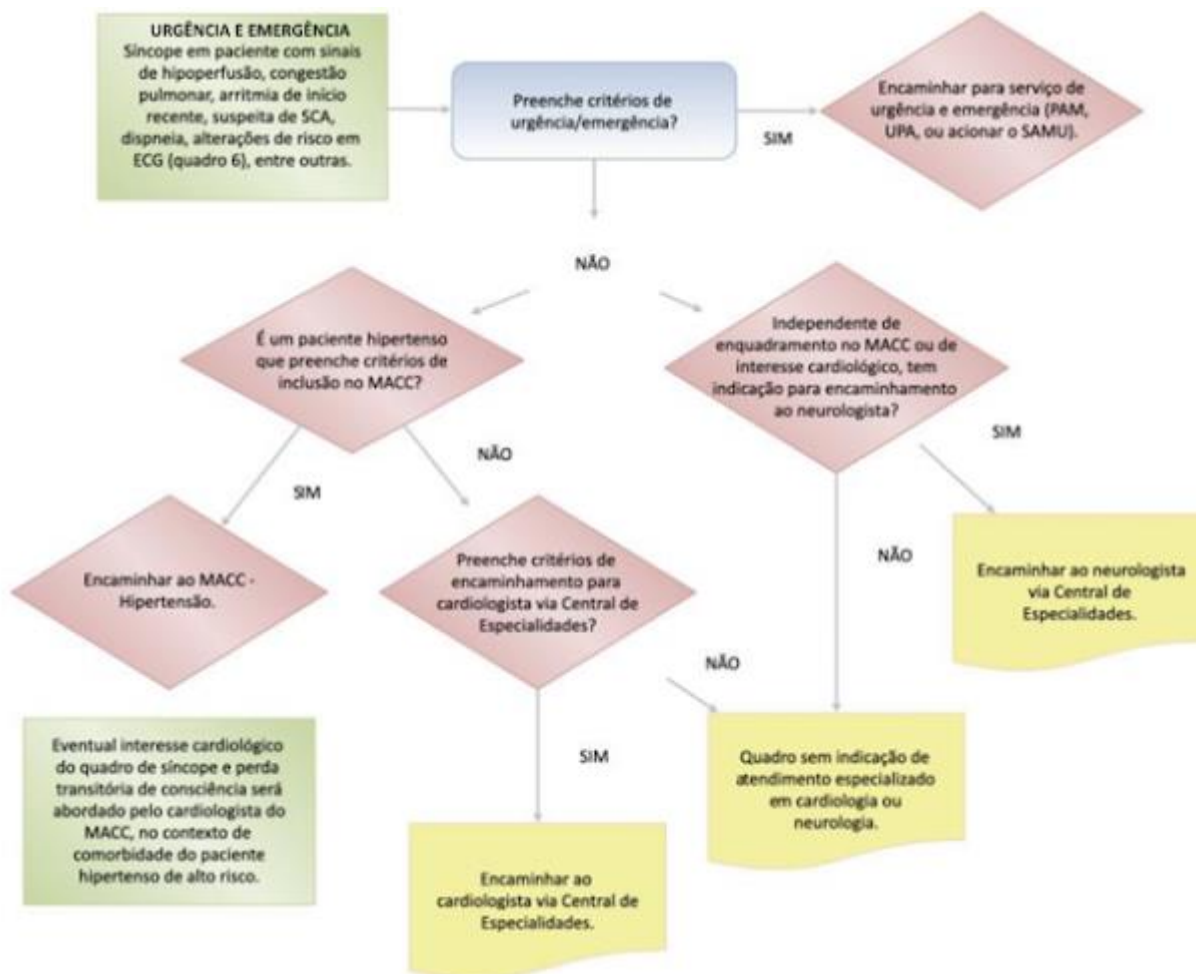 URGÊNCIA E EMERGÊNCIA
Síncope em paciente com sinais
de hipoperfusão, congestão
pulmonar, arritmia de início
recente, suspeita de SCA,
dispneia, alterações de risco em
ECG (quadro 6), entre outras.
Preenche critérios de
urgência/emergência?
SIM
Encaminhar para serviço de
urgência e emergência (PAM,
UPA, ou acionar o SAMU).
NÃO
É um paciente hipertenso
que preenche critérios de
inclusão no MACC?
Independente de
enquadramento no MACC ou de
interesse cardiológico, tem
indicação para encaminhamento
ao neurologista?
SIM
NÃO
SIM
Encaminhar ao MACC -
Hipertensão.
Preenche critérios de
encaminhamento para
cardiologista via Central de
Especialidades?
NÃO
Encaminhar ao neurologista
via Central de
Especialidades.
NÃO
SIM
Eventual interesse cardiológico
do quadro de síncope e perda
transitória de consciência será
abordado pelo cardiologista do
MACC, no contexto de
comorbidade do paciente
hipertenso de alto risco.
Quadro sem indicação de
atendimento especializado
em cardiologia ou
neurologia.
Encaminhar ao
cardiologista via Central de
Especialidades.